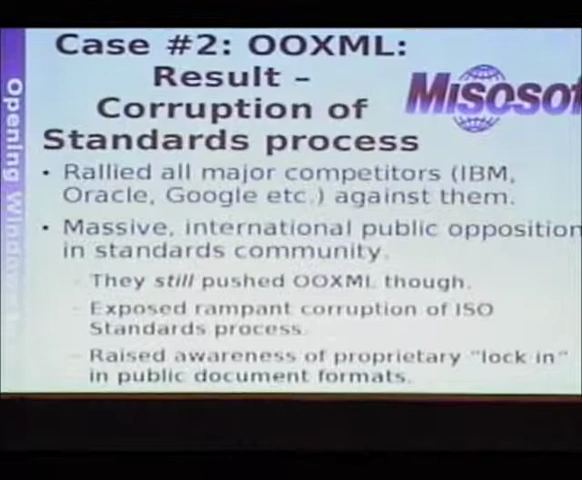 Case #2: OOXML:
Result –
Corruption of
Standards process
Misosof
• Rallied all major competitors (IBM,
Oracle, Google etc.) against them.
• Massive, international public opposition
in standards community.
– They still pushed OOXML though.
– Exposed rampant corruption of ISO
Standards process.
– Raised awareness of proprietary "lock in"
in public document formats.
Opening Windows